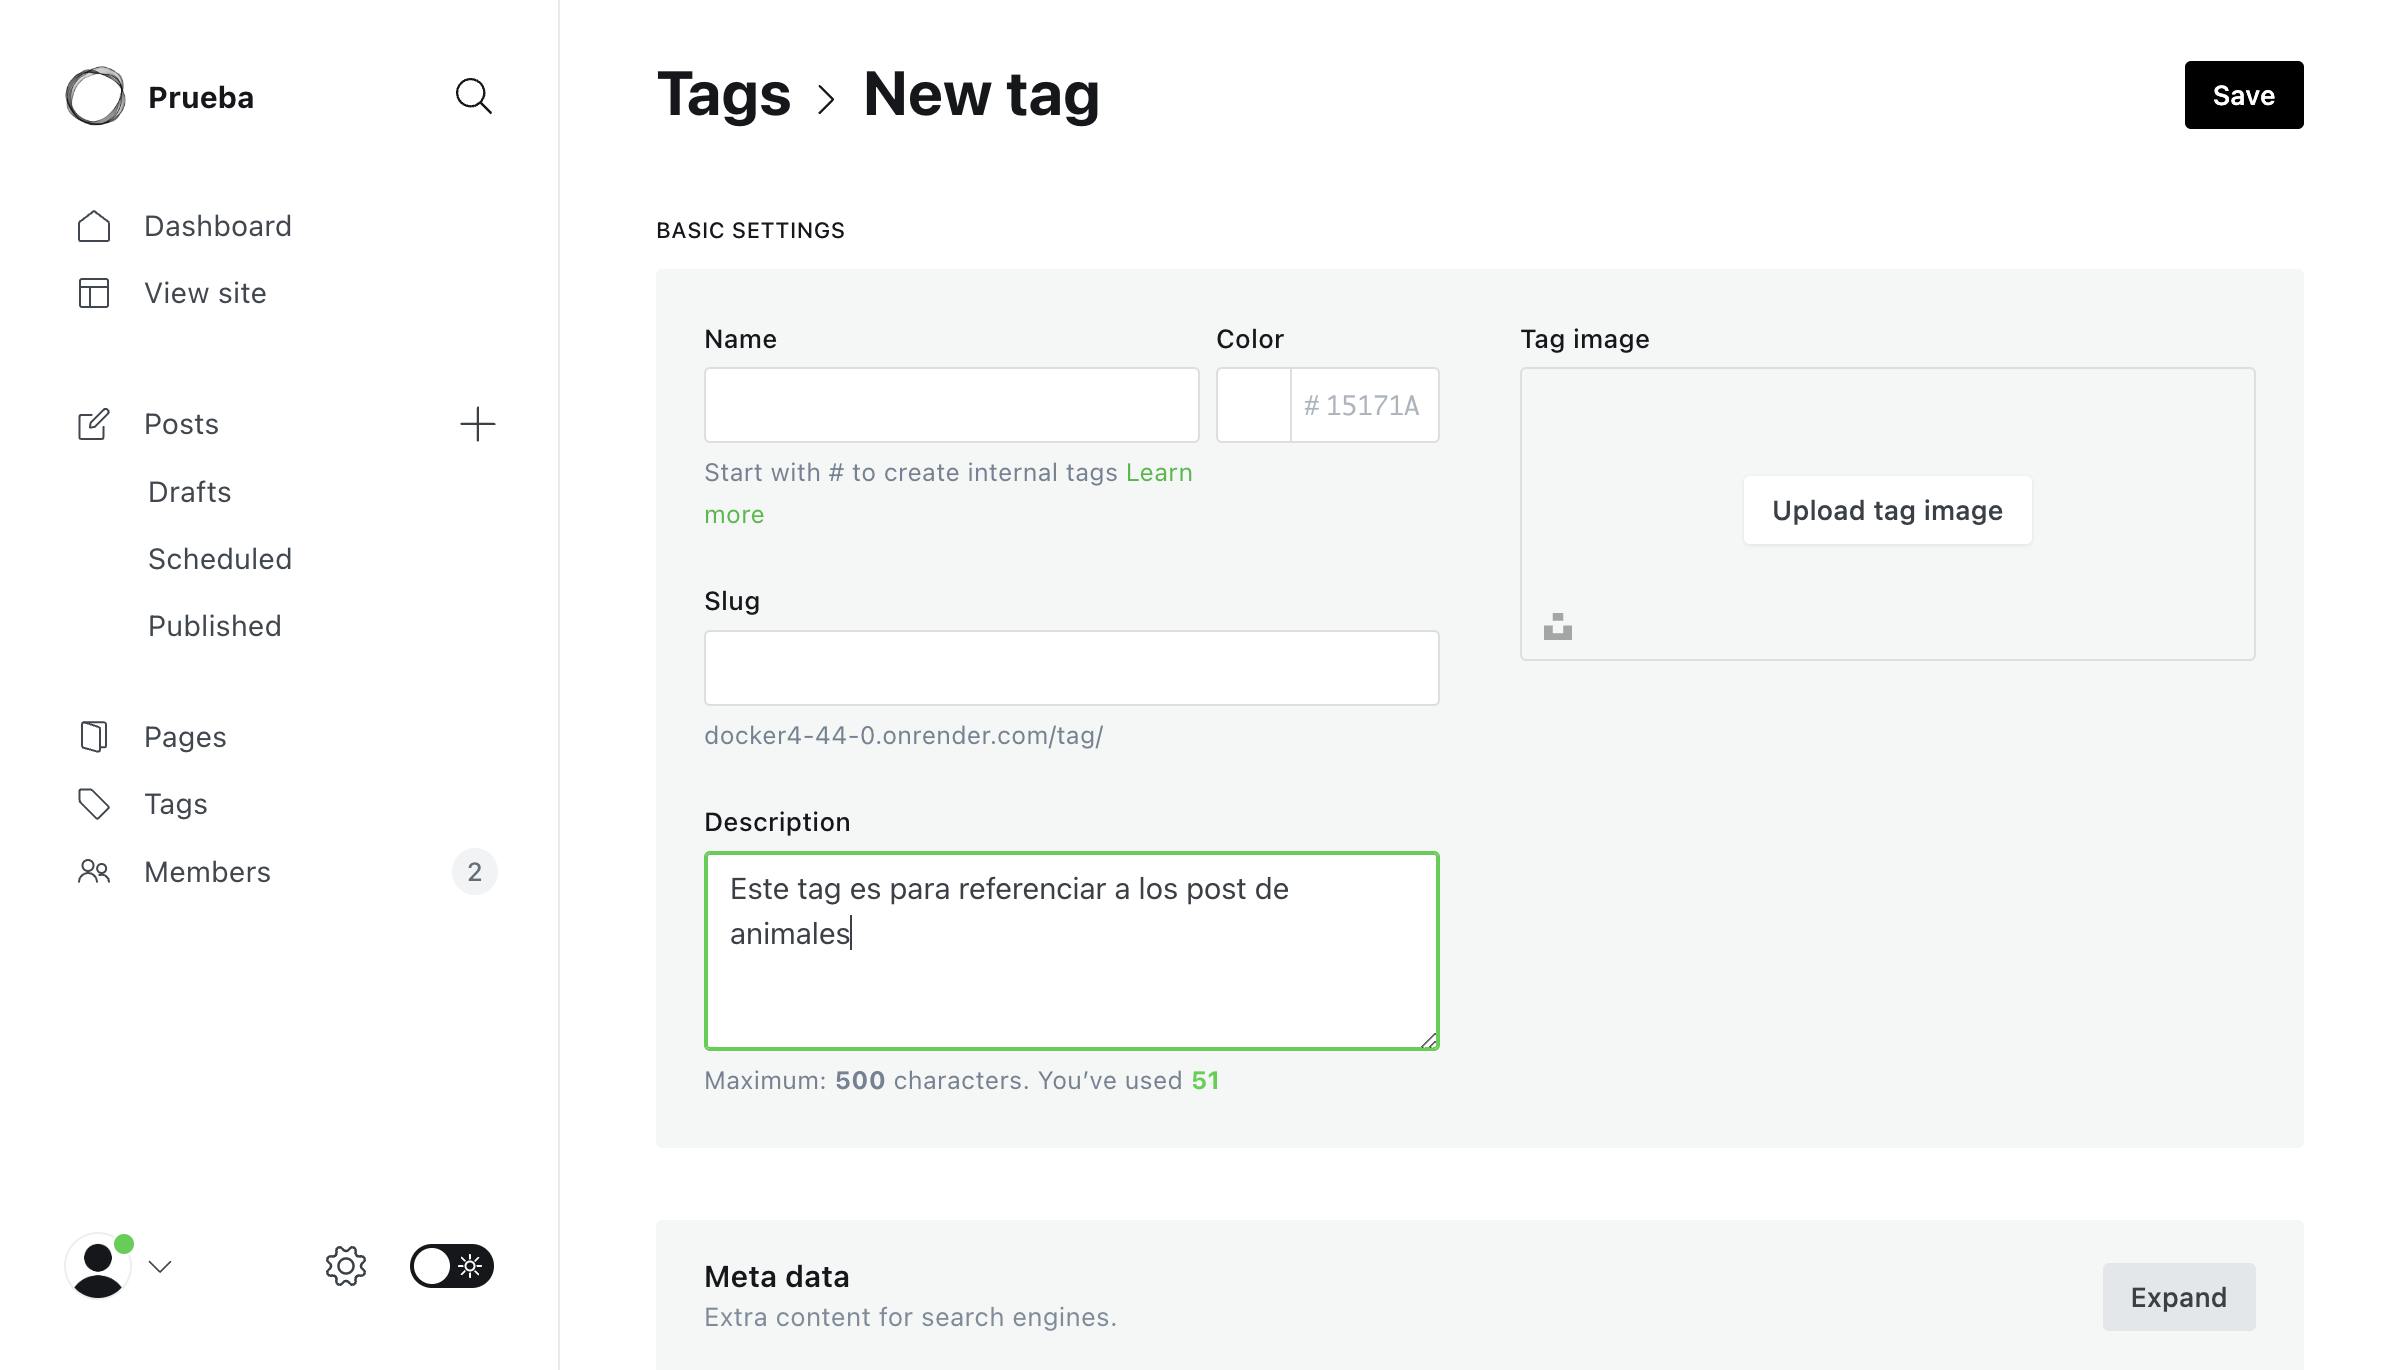 Prueba
Dashboard
View site
Posts
Drafts
Scheduled
Published
Pages
Tags
Members
2
Tags > New tag
Save
BASIC SETTINGS
Name
Color
# 15171A
Start with # to create internal tags Learn
more
Slug
docker4-44-0.onrender.com/tag/
Description
Este tag es para referenciar a los post de
animales
Maximum: 500 characters. You’ve used 51
Tag image
Upload tag image
Meta data
Extra content for search engines.
Expand